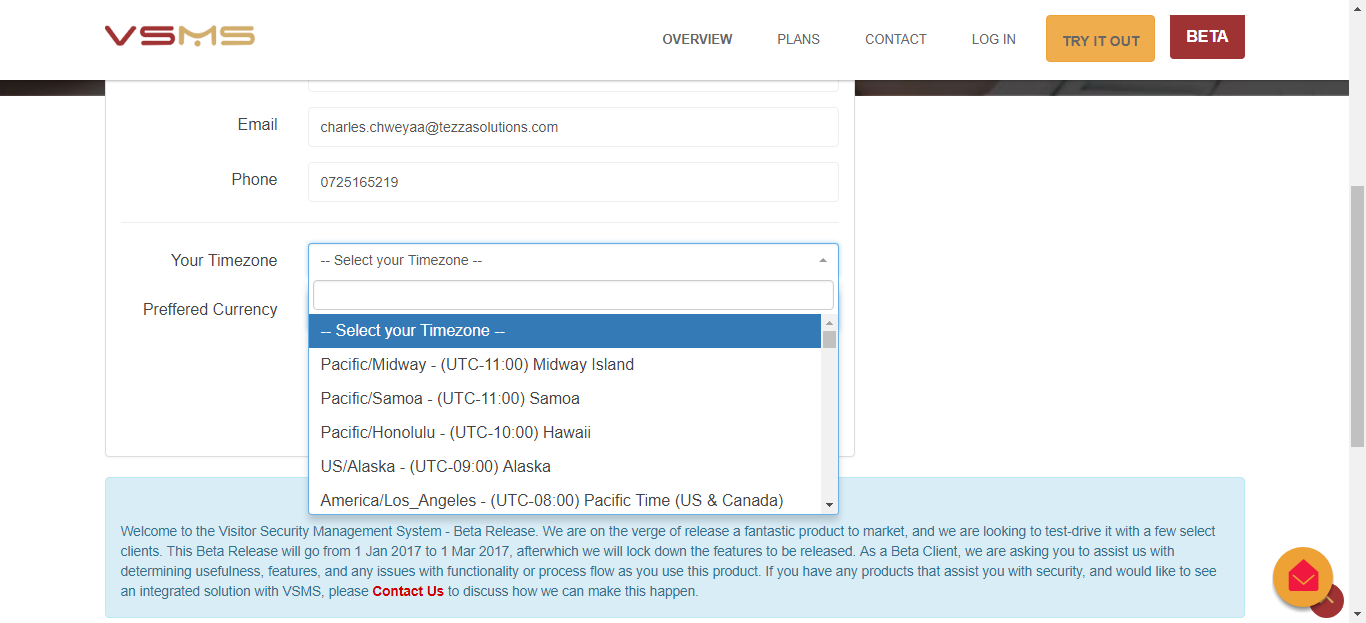 VSMS
OVERVIEW
PLANS
CONTACT
LOG IN
TRY IT OUT
BETA
Email
charles.chweyaa@tezzasolutions.com
Phone
0725165219
Your Timezone
-- Select your Timezone --
Preffered Currency
-- Select your Timezone --
Pacific/Midway - (UTC-11:00) Midway Island
Pacific/Samoa - (UTC-11:00) Samoa
Pacific/Honolulu - (UTC-10:00) Hawaii
US/Alaska - (UTC-09:00) Alaska
America/Los_Angeles - (UTC-08:00) Pacific Time (US & Canada)
Welcome to the Visitor Security Management System - Beta Release. We are on the verge of release a fantastic product to market, and we are looking to test-drive it with a few select
clients. This Beta Release will go from 1 Jan 2017 to 1 Mar 2017, afterwhich we will lock down the features to be released. As a Beta Client, we are asking you to assist us with
determining usefulness, features, and any issues with functionality or process flow as you use this product. If you have any products that assist you with security, and would like to see
an integrated solution with VSMS, please Contact Us to discuss how we can make this happen.